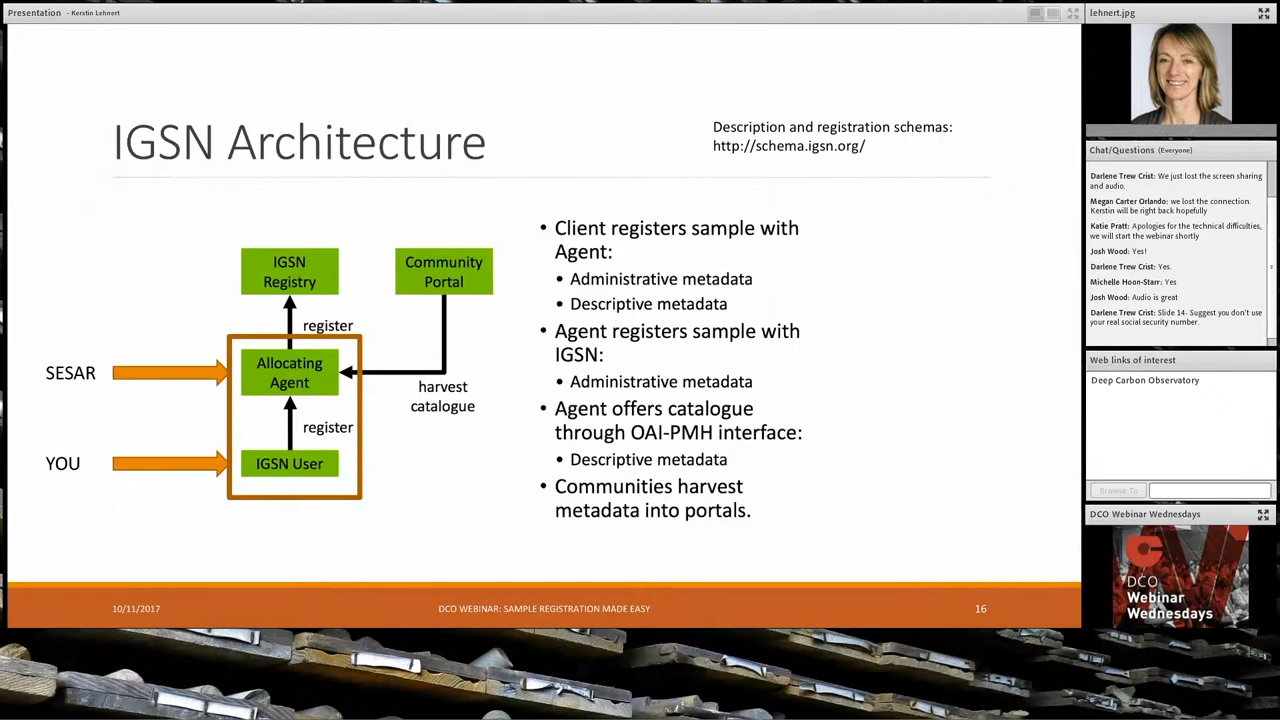 Presentation - Kerstin Lehnert
IGSN Architecture
Description and registration schemas:
http://schema.igsn.org/
IGSN
Registry
Community
Portal
register
SESAR
Allocating
Agent
harvest
catalogue
register
YOU
IGSN User
• Client registers sample with
Agent:
• Administrative metadata
• Descriptive metadata
• Agent registers sample with
IGSN:
• Administrative metadata
• Agent offers catalogue
through OAI-PMH interface:
• Descriptive metadata
• Communities harvest
metadata into portals.
10/11/2017
DCO WEBINAR: SAMPLE REGISTRATION MADE EASY
16
lehnert.jpg
Chat/Questions (Everyone)
Darlene Trew Crist: We just lost the screen sharing
and audio.
Megan Carter Orlando: we lost the connection.
Kerstin will be right back hopefully
Katie Pratt: Apologies for the technical difficulties,
we will start the webinar shortly
Josh Wood: Yes!
Darlene Trew Crist: Yes.
Michelle Hoon-Starr: Yes
Josh Wood: Audio is great
Darlene Trew Crist: Slide 14- Suggest you don't use
your real social security number.
Web links of interest
Deep Carbon Observatory
Browse To
DCO Webinar Wednesdays
DCO
Webinar
Wednesdays